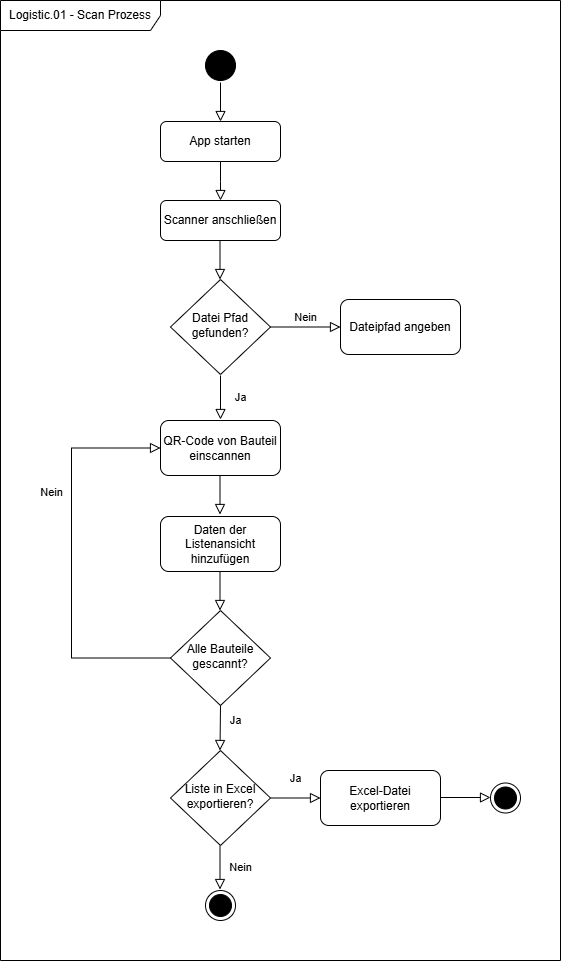 Logistic.01 - Scan Prozess
App starten
Scanner anschließen
Datei Pfad
gefunden?
Nein
Dateipfad angeben
Ja
QR-Code von Bauteil
einscannen
Nein
Daten der
Listenansicht
hinzufügen
Alle Bauteile
gescannt?
Ja
Liste in Excel
exportieren?
Ja
Excel-Datei
exportieren
Nein